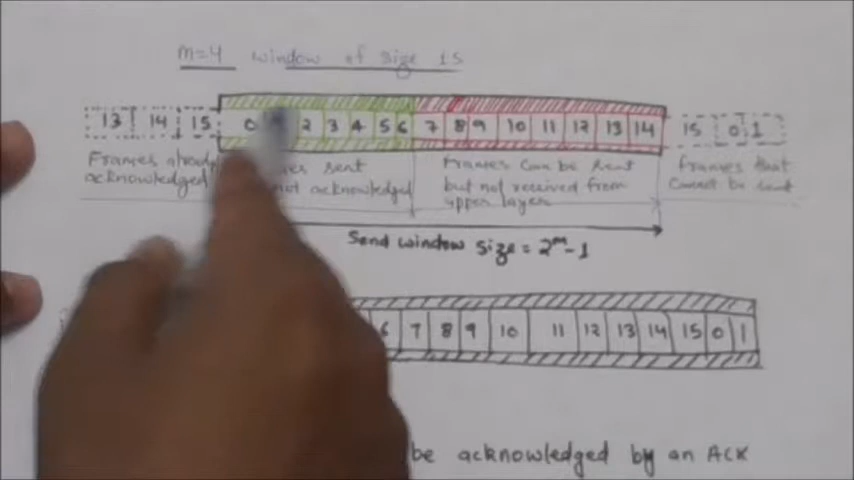 m=4 window of size 15
13 14 15 0 2 3 4 5 6 7 8 9 10 11 12 13 14 15 0 1
Frames already sent Frames Can be sent frames that
acknowledged not acknowledged but not received from Cannot be sent
upper layer
Send window size = 2^m-1
6 7 8 9 10 11 12 13 14 15 0 1
be acknowledged by an ACK